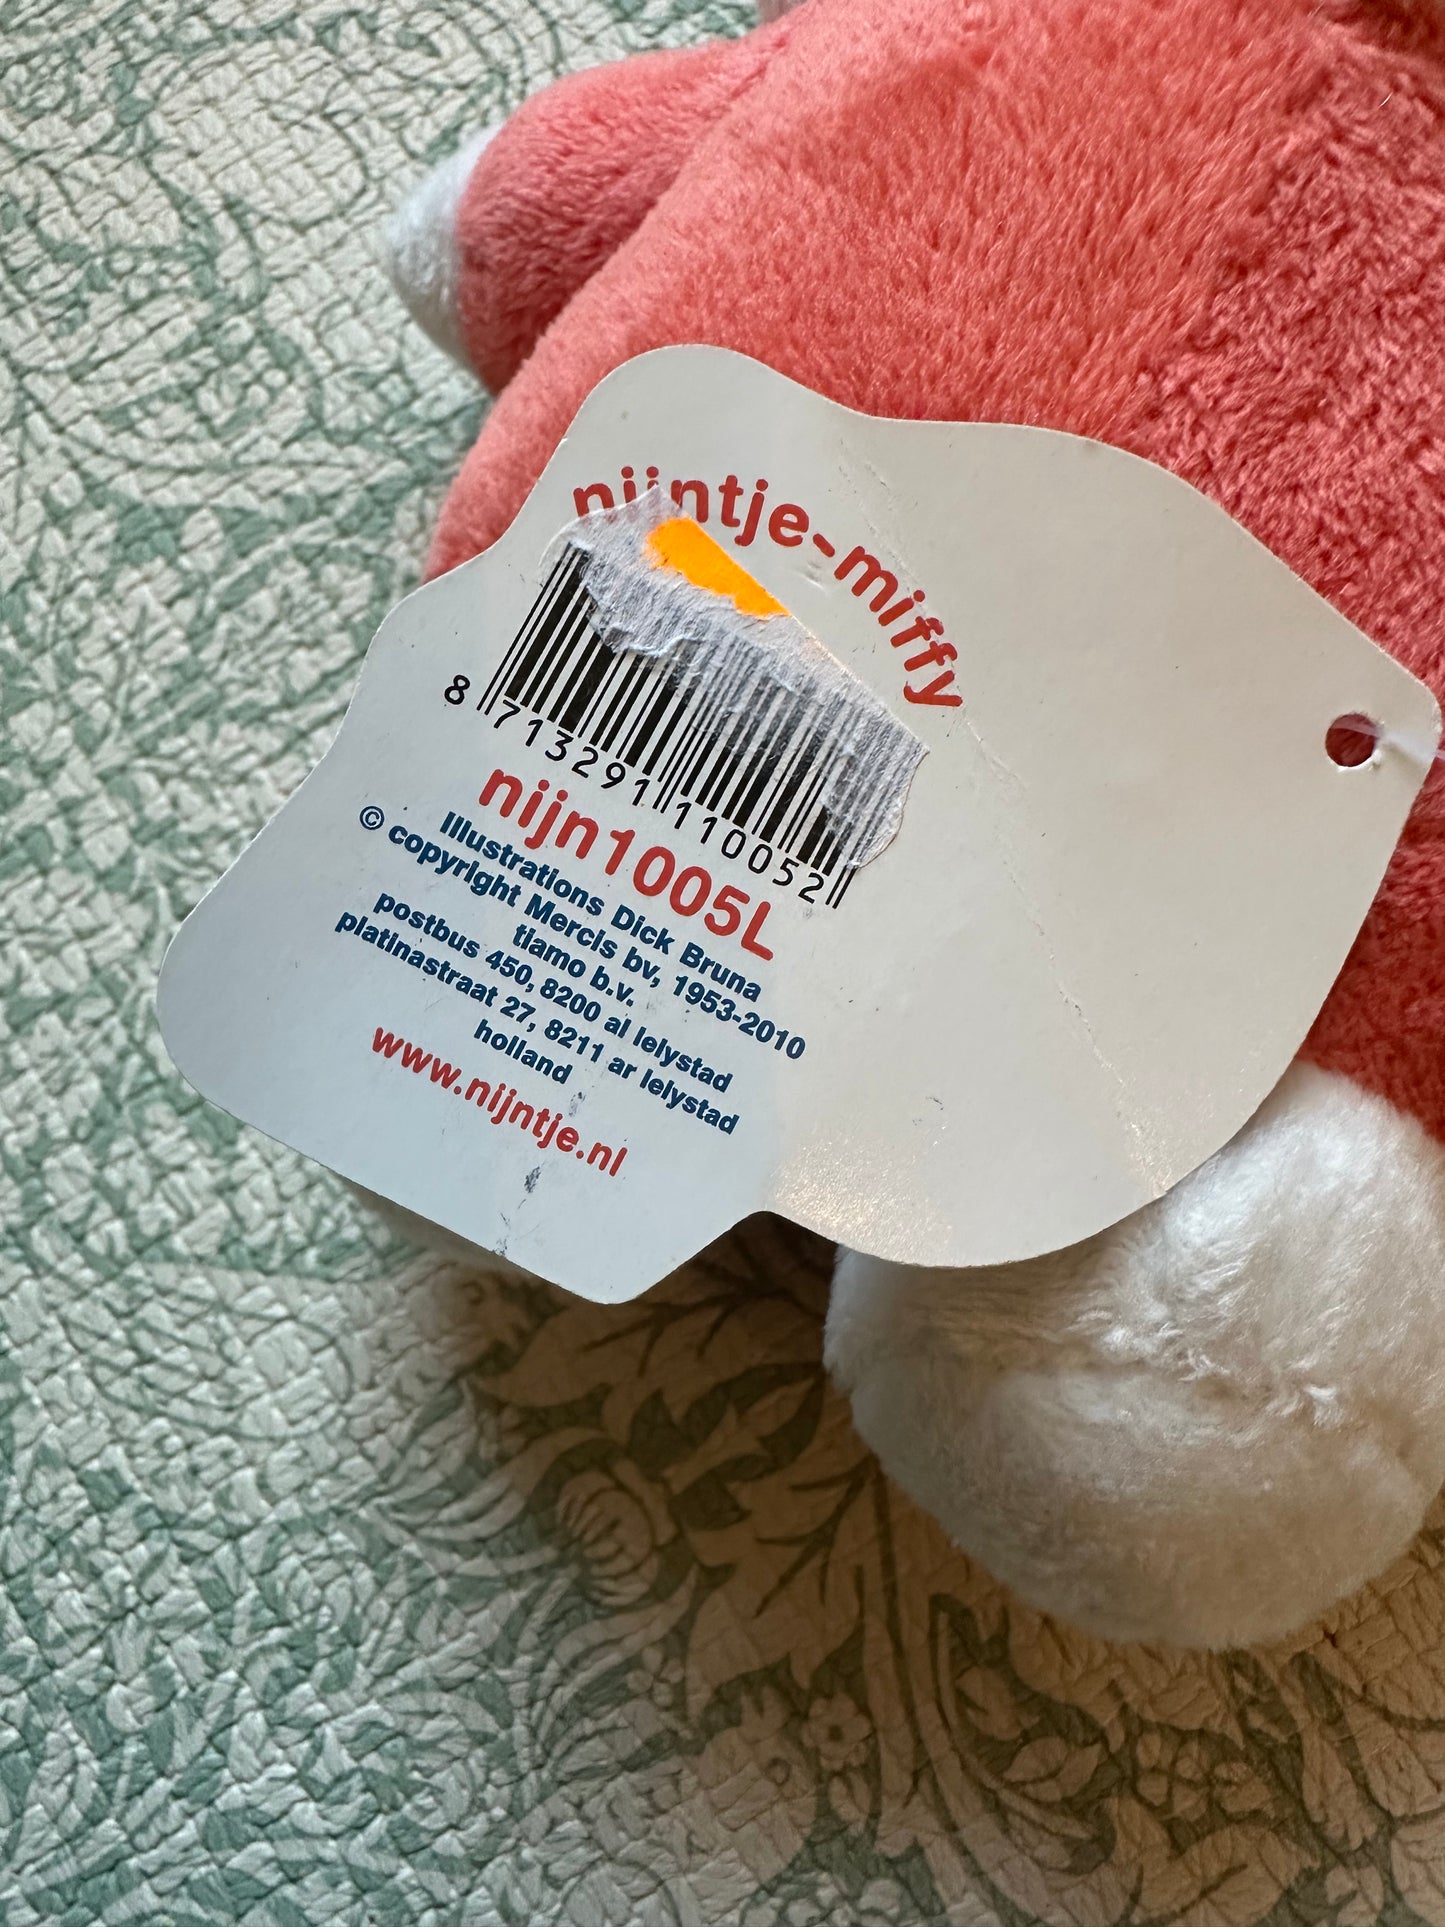 nijntje-miffy
8 713291 110052
nijn1005L
Illustrations Dick Bruna
© copyright Mercis bv, 1953-2010
tiamo b.v.
postbus 450, 8200 al lelystad
platinastraat 27, 8211 ar lelystad
holland
www.nijntje.nl